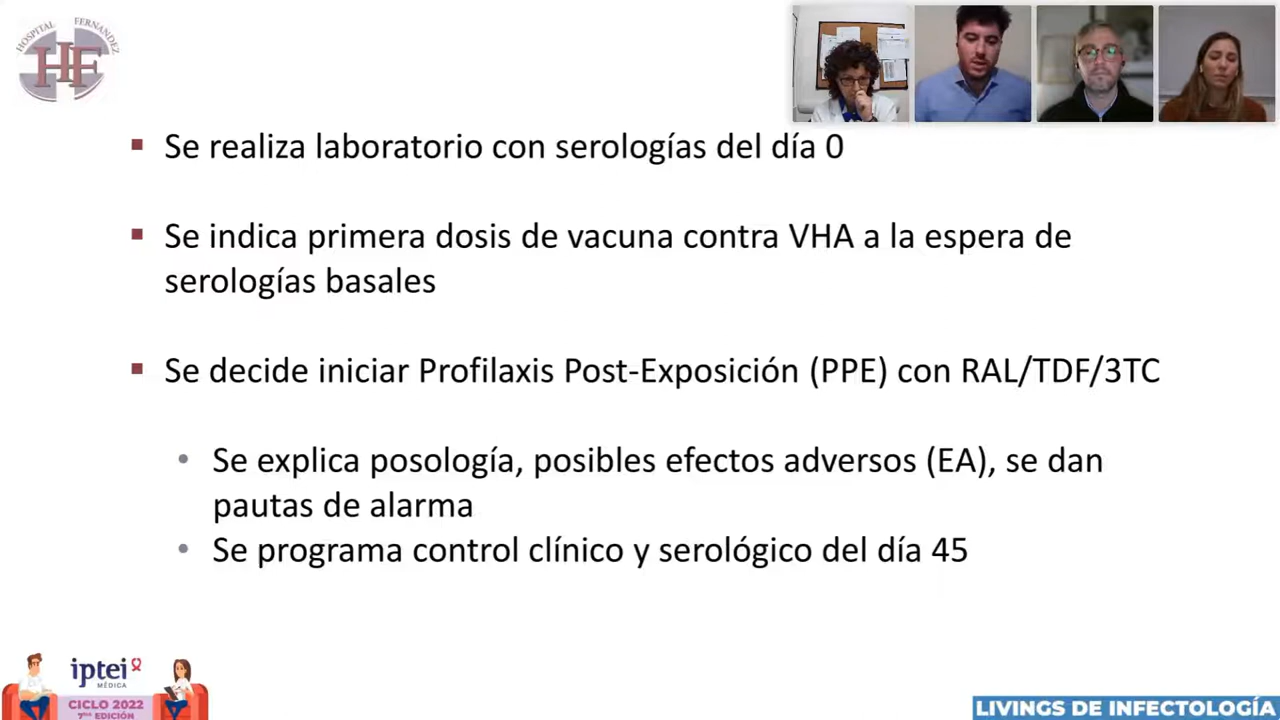 HOSPITAL FERNANDEZ
HF
Se realiza laboratorio con serologías del día 0
Se indica primera dosis de vacuna contra VHA a la espera de
serologías basales
Se decide iniciar Profilaxis Post-Exposición (PPE) con RAL/TDF/3TC
Se explica posología, posibles efectos adversos (EA), se dan
pautas de alarma
Se programa control clínico y serológico del día 45
iptei
MÉDICA
CICLO 2022
7ma EDICIÓN
LIVINGS DE INFECTOLOGÍA